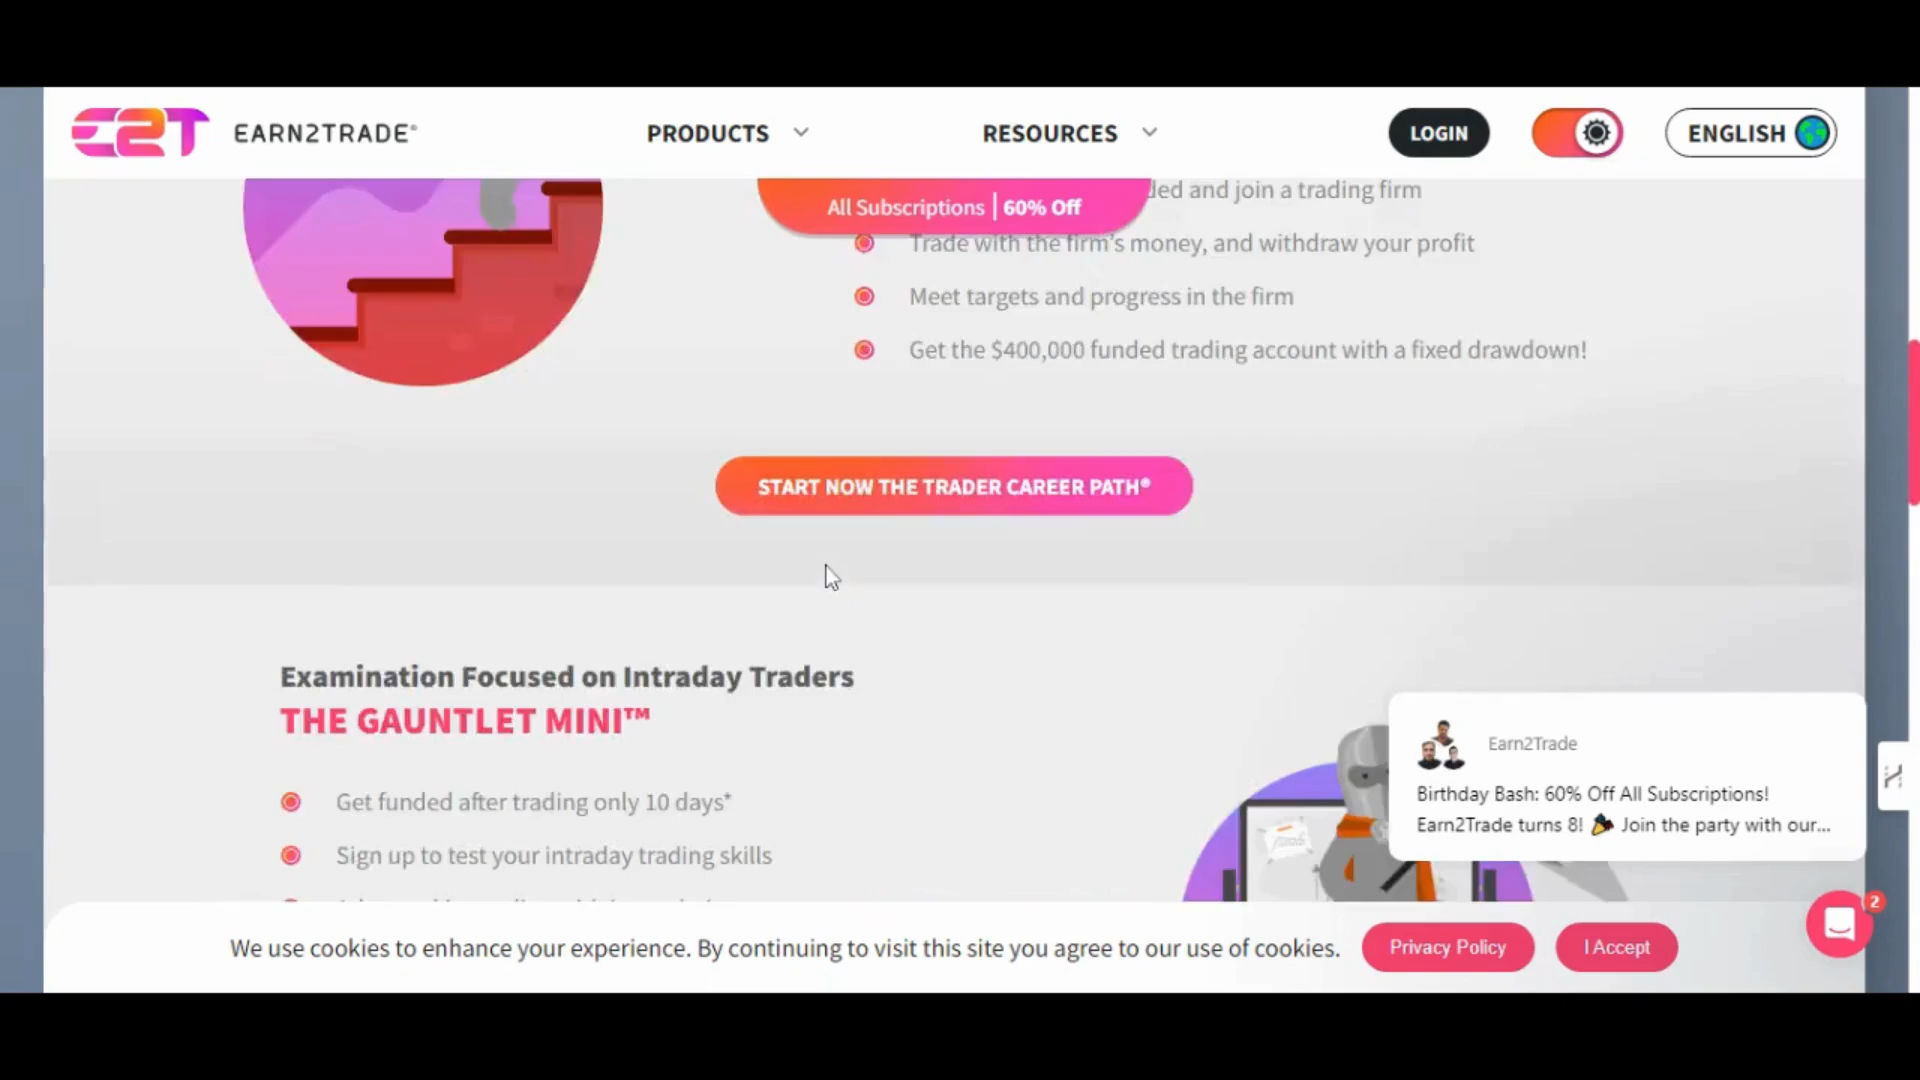 E2T EARN2TRADE®
PRODUCTS
RESOURCES
LOGIN
ENGLISH
All Subscriptions | 60% Off
and join a trading firm
Trade with the firm's money, and withdraw your profit
Meet targets and progress in the firm
Get the $400,000 funded trading account with a fixed drawdown!
START NOW THE TRADER CAREER PATH®
Examination Focused on Intraday Traders
THE GAUNTLET MINI™
Get funded after trading only 10 days*
Sign up to test your intraday trading skills
Earn2Trade
Birthday Bash: 60% Off All Subscriptions!
Earn2Trade turns 8! 🎉 Join the party with our...
2
We use cookies to enhance your experience. By continuing to visit this site you agree to our use of cookies.
Privacy Policy
I Accept